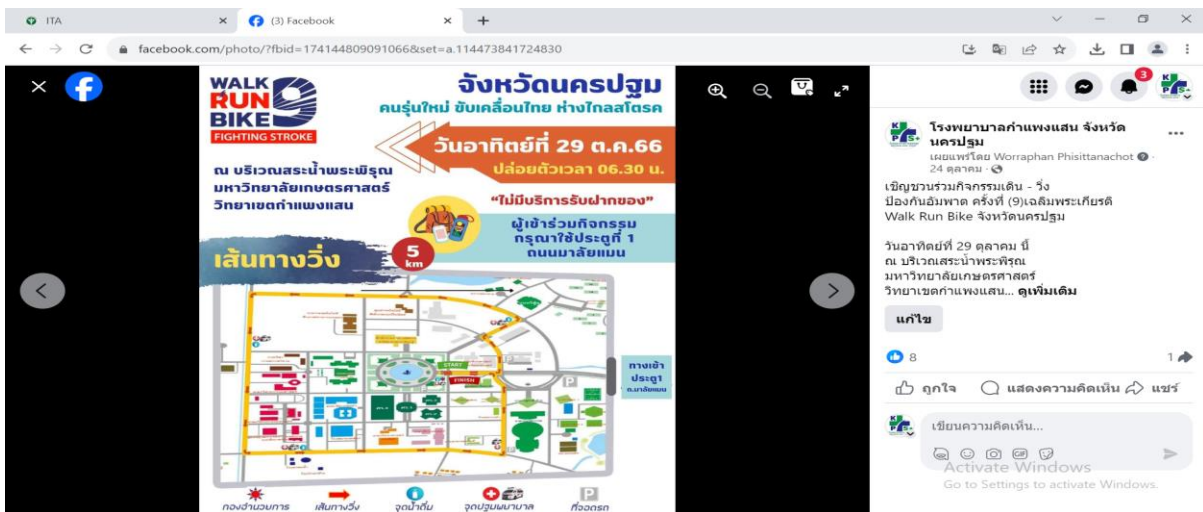 ITA
(3) Facebook
facebook.com/photo/?fbid=174144809091066&set=a.114473841724830
WALK
RUN
BIKE
9
FIGHTING STROKE
จังหวัดนครปฐม
คนรุ่นใหม่ ขับเคลื่อนไทย ห่างไกลสโตรค
วันอาทิตย์ที่ 29 ต.ค.66
ปล่อยตัวเวลา 06.30 น.
ณ บริเวณสระน้ำพระพิรุณ
มหาวิทยาลัยเกษตรศาสตร์
วิทยาเขตกำแพงแสน
"ไม่มีบริการรับฝากของ"
ผู้เข้าร่วมกิจกรรม
กรุณาใช้ประตูที่ 1
ถนนมาลัยแมน
เส้นทางวิ่ง
5
km
START
FINISH
P
P
ทางเข้า
ประตู1
ถ.มาลัยแมน
กองอำนวยการ
เส้นทางวิ่ง
จุดน้ำดื่ม
จุดปฐมพยาบาล
P
ที่จอดรถ
3
โรงพยาบาลกำแพงแสน จังหวัด
นครปฐม
เผยแพร่โดย Worraphan Phisittanachot
24 ตุลาคม
เชิญชวนร่วมกิจกรรมเดิน - วิ่ง
ป้องกันอัมพาต ครั้งที่ (9)เฉลิมพระเกียรติ
Walk Run Bike จังหวัดนครปฐม
วันอาทิตย์ที่ 29 ตุลาคม นี้
ณ บริเวณสระน้ำพระพิรุณ
มหาวิทยาลัยเกษตรศาสตร์
วิทยาเขตกำแพงแสน... ดูเพิ่มเติม
แก้ไข
8
1
ถูกใจ
แสดงความคิดเห็น
แชร์
เขียนความคิดเห็น...
GIF
Activate Windows
Go to Settings to activate Windows.